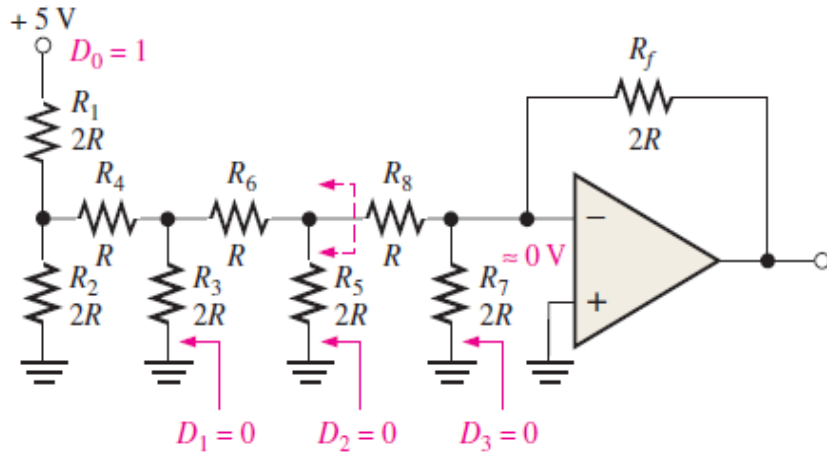 + 5 V
D₀ = 1
R₁
2R
R₄
R
R₆
R
R₈
R
R_f
2R
R₂
2R
R₃
2R
R₅
2R
R₇
2R
≈ 0 V
−
+
D₁ = 0
D₂ = 0
D₃ = 0